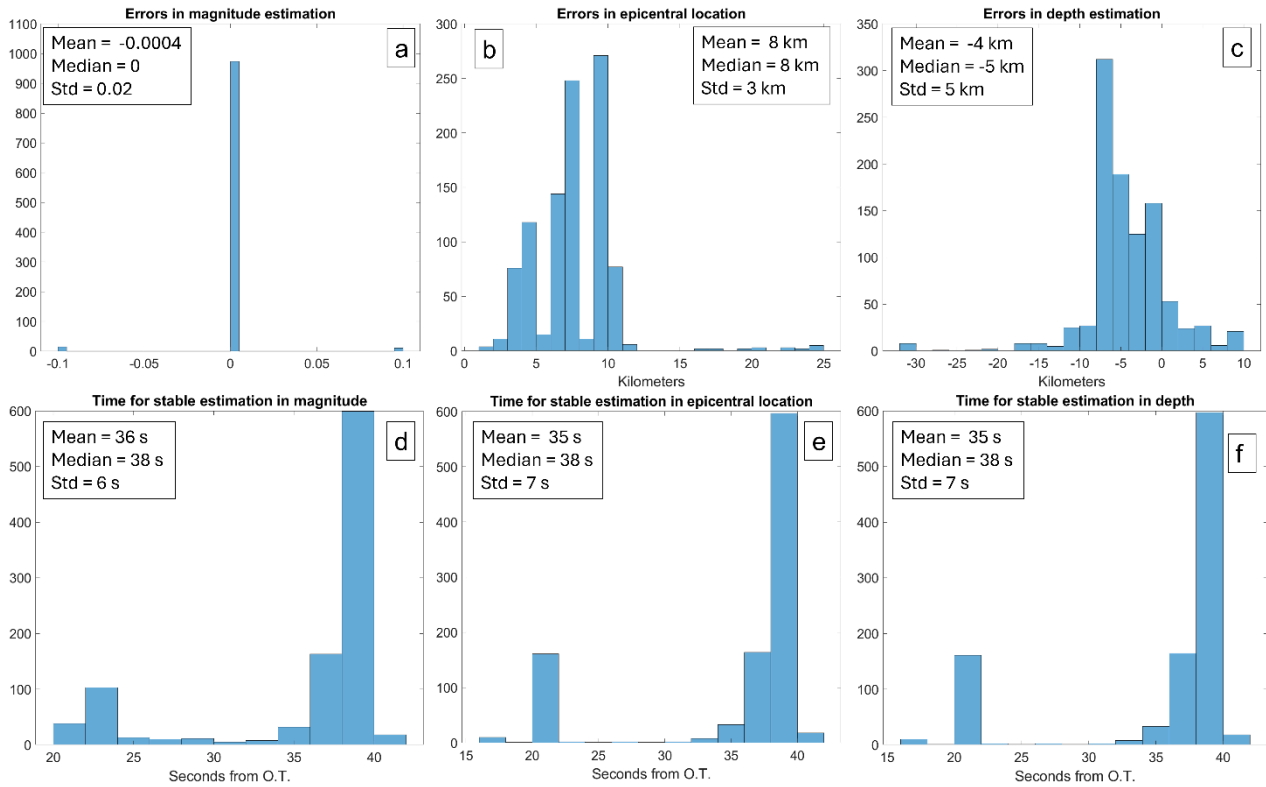 Errors in magnitude estimation
1100
1000
900
800
700
600
500
400
300
200
100
0
-0.1
-0.05
0
0.05
0.1
Mean = -0.0004
Median = 0
Std = 0.02
a
Errors in epicentral location
300
250
200
150
100
50
0
0
5
10
15
20
25
Kilometers
b
Mean = 8 km
Median = 8 km
Std = 3 km
Errors in depth estimation
350
300
250
200
150
100
50
0
-30
-25
-20
-15
-10
-5
0
5
10
Kilometers
Mean = -4 km
Median = -5 km
Std = 5 km
c
Time for stable estimation in magnitude
600
500
400
300
200
100
0
20
25
30
35
40
Seconds from O.T.
Mean = 36 s
Median = 38 s
Std = 6 s
d
Time for stable estimation in epicentral location
600
500
400
300
200
100
0
15
20
25
30
35
40
Seconds from O.T.
Mean = 35 s
Median = 38 s
Std = 7 s
e
Time for stable estimation in depth
600
500
400
300
200
100
0
15
20
25
30
35
40
Seconds from O.T.
Mean = 35 s
Median = 38 s
Std = 7 s
f